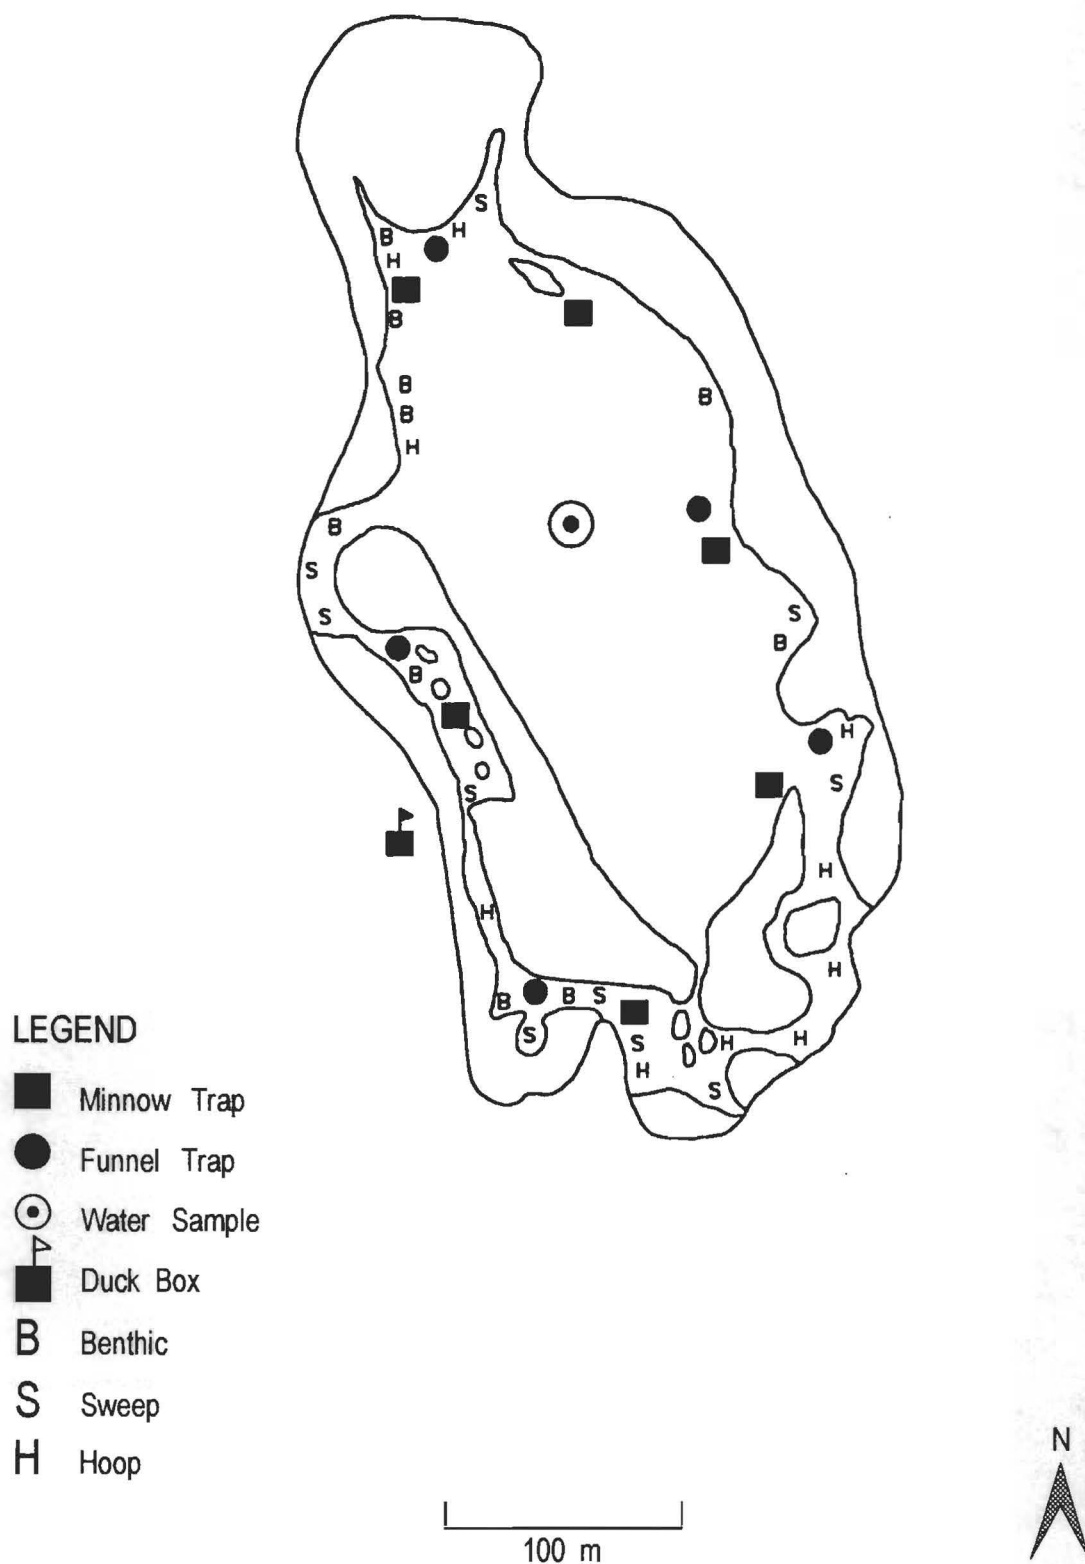 S
H
B
H
B
B
B
B
H
B
S
S
S
B
B
H
S
S
H
H
H
B
B
S
S
S
H
H
H
S
LEGEND
Minnow Trap
Funnel Trap
Water Sample
Duck Box
B Benthic
S Sweep
H Hoop
N
100 m